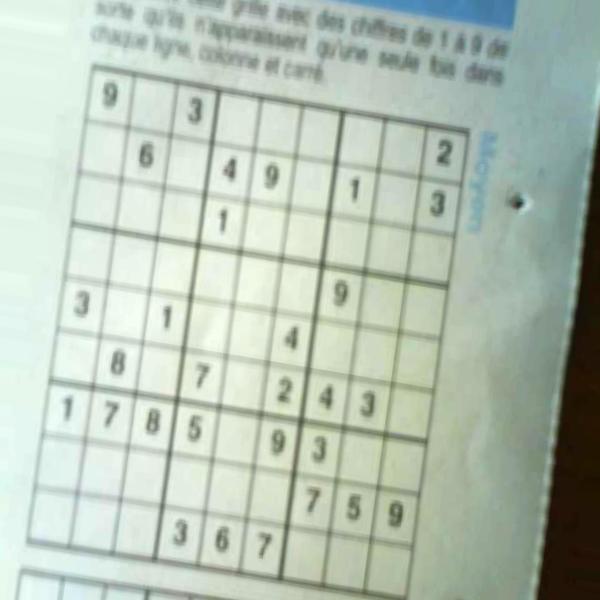 grille avec des chiffres de 1 à 9 de
sorte qu'ils n'apparaissent qu'une seule fois dans
chaque ligne, colonne et carré.
Moyen
9 3 2
6 4 9 1 3
1
9
3 1 4
8 7 2 4 3
1 7 8 5 9 3
7 5 9
3 6 7